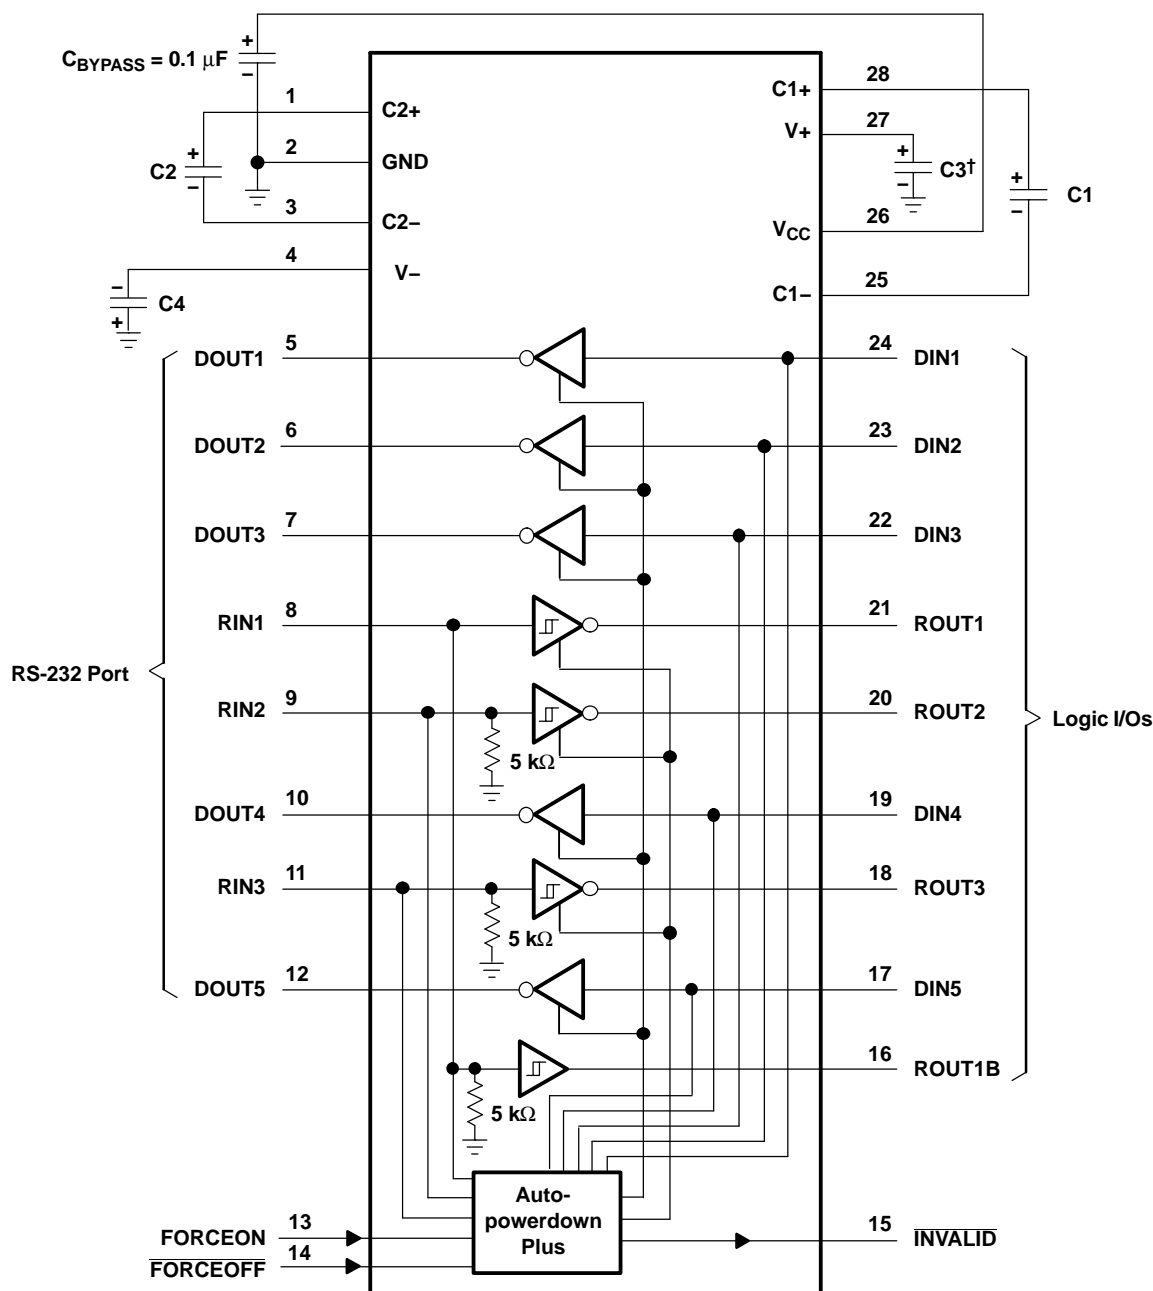 C_BYPASS = 0.1 μF
+
−
1
C2+
28
C1+
27
V+
C2
+
−
2
GND
+
−
C3†
+
−
C1
3
C2−
26
V_CC
4
V−
25
C1−
−
+
C4
DOUT1
5
24
DIN1
DOUT2
6
23
DIN2
DOUT3
7
22
DIN3
RIN1
8
21
ROUT1
RS-232 Port
RIN2
9
20
ROUT2
Logic I/Os
5 kΩ
DOUT4
10
19
DIN4
RIN3
11
18
ROUT3
5 kΩ
DOUT5
12
17
DIN5
16
ROUT1B
5 kΩ
Auto-
powerdown
Plus
FORCEON
13
15
INVALID
FORCEOFF
14